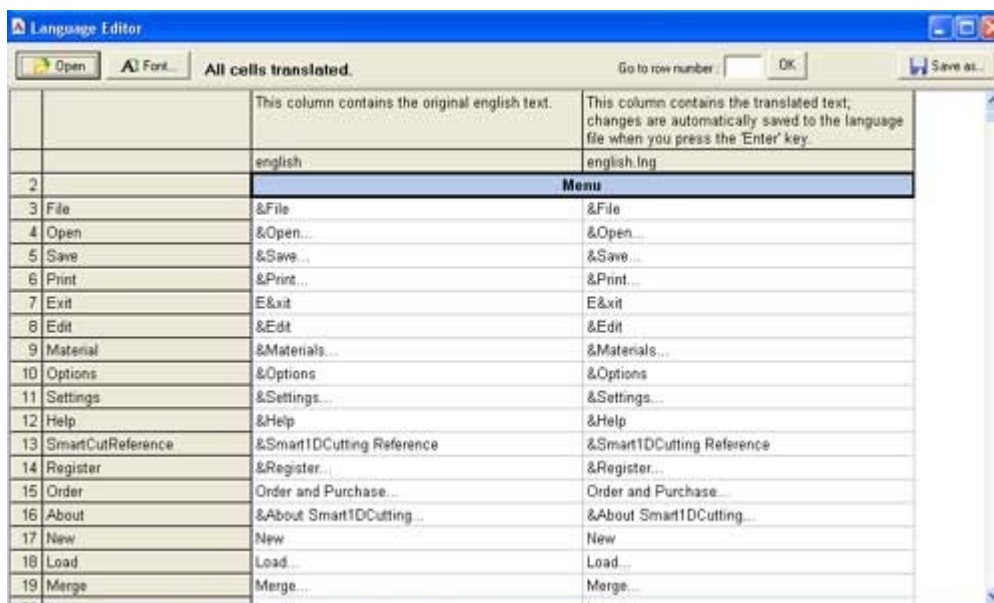 Language Editor
Open Font... All cells translated. Go to row number: OK Save as...
This column contains the original english text. This column contains the translated text,
changes are automatically saved to the language
file when you press the 'Enter' key.
english english.lng
2 Menu
3 File &File &File
4 Open &Open... &Open...
5 Save &Save... &Save...
6 Print &Print... &Print...
7 Exit E&xit E&xit
8 Edit &Edit &Edit
9 Material &Materials... &Materials...
10 Options &Options &Options
11 Settings &Settings... &Settings...
12 Help &Help &Help
13 SmartCutReference &Smart1DCutting Reference &Smart1DCutting Reference
14 Register &Register... &Register...
15 Order Order and Purchase... Order and Purchase...
16 About &About Smart1DCutting... &About Smart1DCutting...
17 New New New
18 Load Load... Load...
19 Merge Merge... Merge...